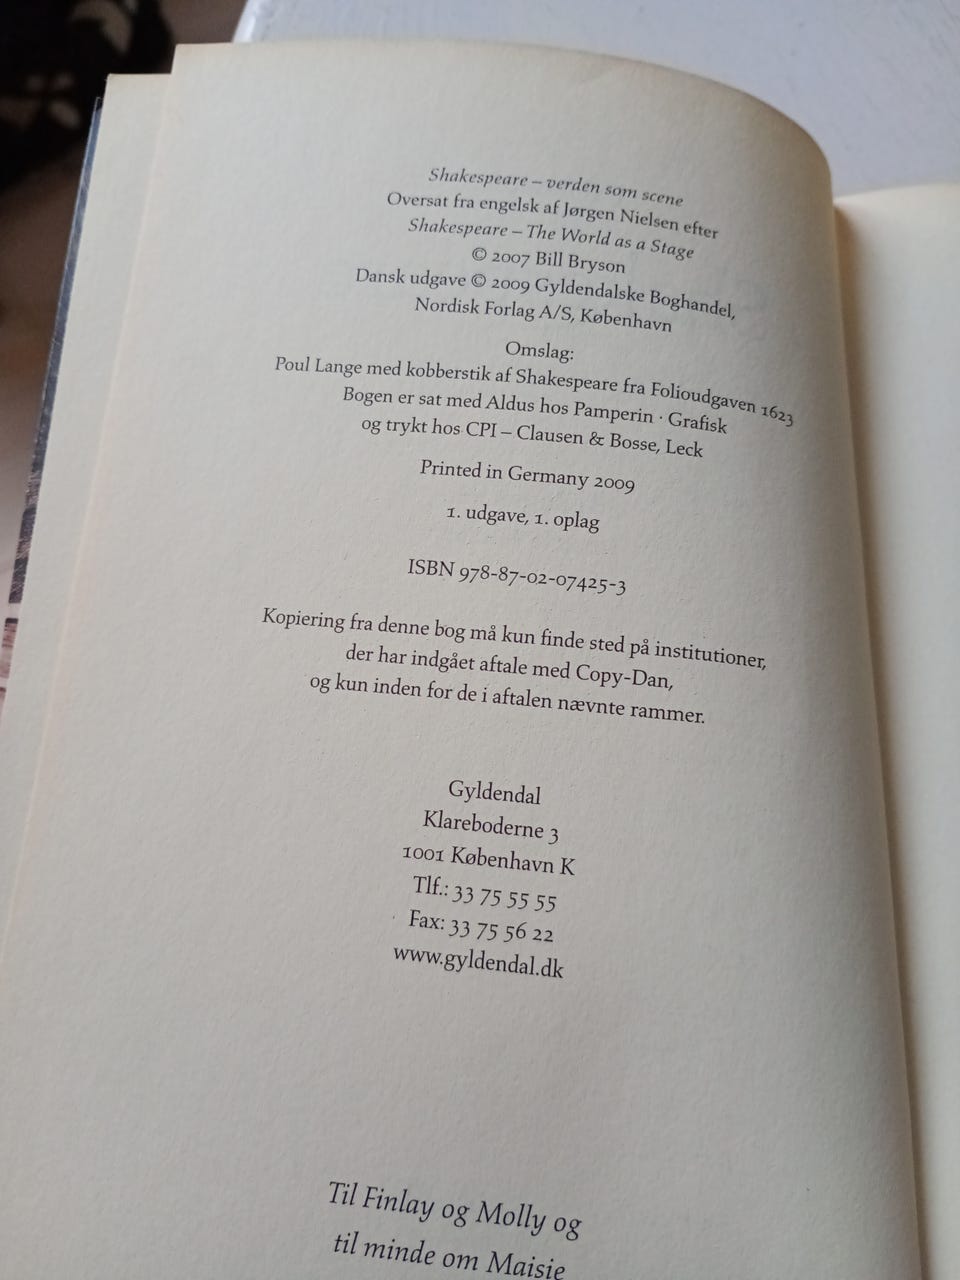 Shakespeare – verden som scene
Oversat fra engelsk af Jørgen Nielsen efter
Shakespeare – The World as a Stage
© 2007 Bill Bryson
Dansk udgave © 2009 Gyldendalske Boghandel,
Nordisk Forlag A/S, København
Omslag:
Poul Lange med kobberstik af Shakespeare fra Folioudgaven 1623
Bogen er sat med Aldus hos Pamperin · Grafisk
og trykt hos CPI – Clausen & Bosse, Leck
Printed in Germany 2009
1. udgave, 1. oplag
ISBN 978-87-02-07425-3
Kopiering fra denne bog må kun finde sted på institutioner,
der har indgået aftale med Copy-Dan,
og kun inden for de i aftalen nævnte rammer.
Gyldendal
Klareboderne 3
1001 København K
Tlf.: 33 75 55 55
Fax: 33 75 56 22
www.gyldendal.dk
Til Finlay og Molly og
til minde om Maisie